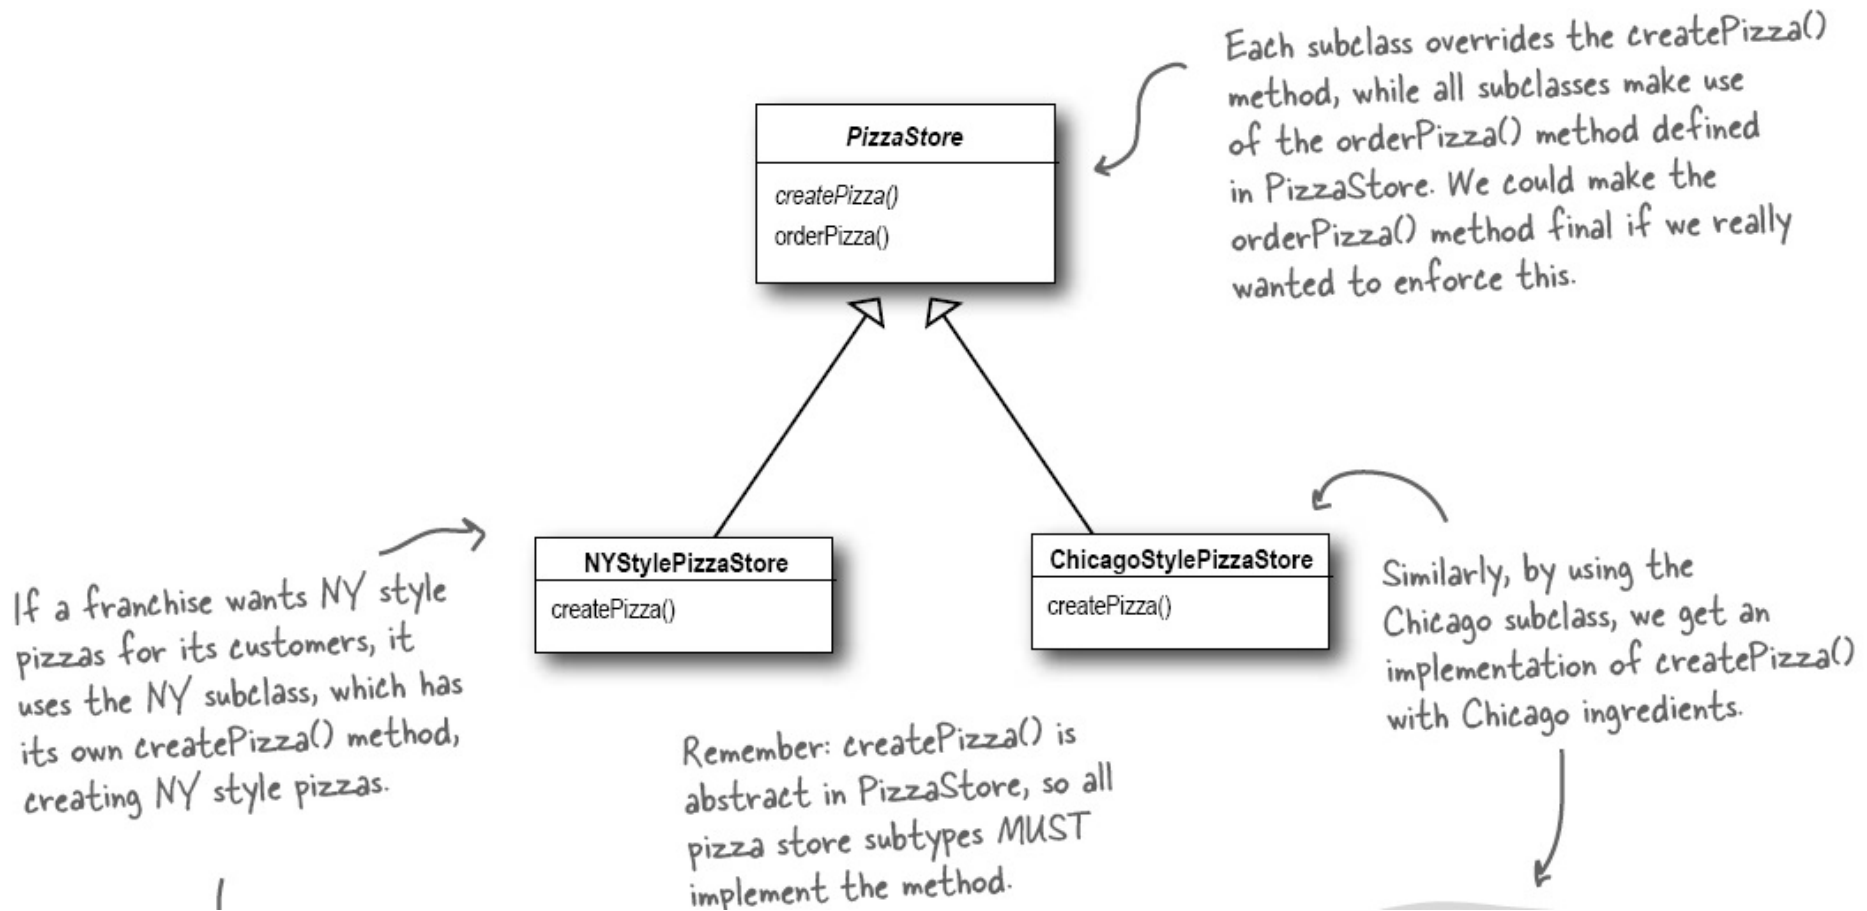 Each subclass overrides the createPizza()
method, while all subclasses make use
of the orderPizza() method defined
in PizzaStore. We could make the
orderPizza() method final if we really
wanted to enforce this.
PizzaStore
createPizza()
orderPizza()
NYStylePizzaStore
createPizza()
ChicagoStylePizzaStore
createPizza()
If a franchise wants NY style
pizzas for its customers, it
uses the NY subclass, which has
its own createPizza() method,
creating NY style pizzas.
Similarly, by using the
Chicago subclass, we get an
implementation of createPizza()
with Chicago ingredients.
Remember: createPizza() is
abstract in PizzaStore, so all
pizza store subtypes MUST
implement the method.